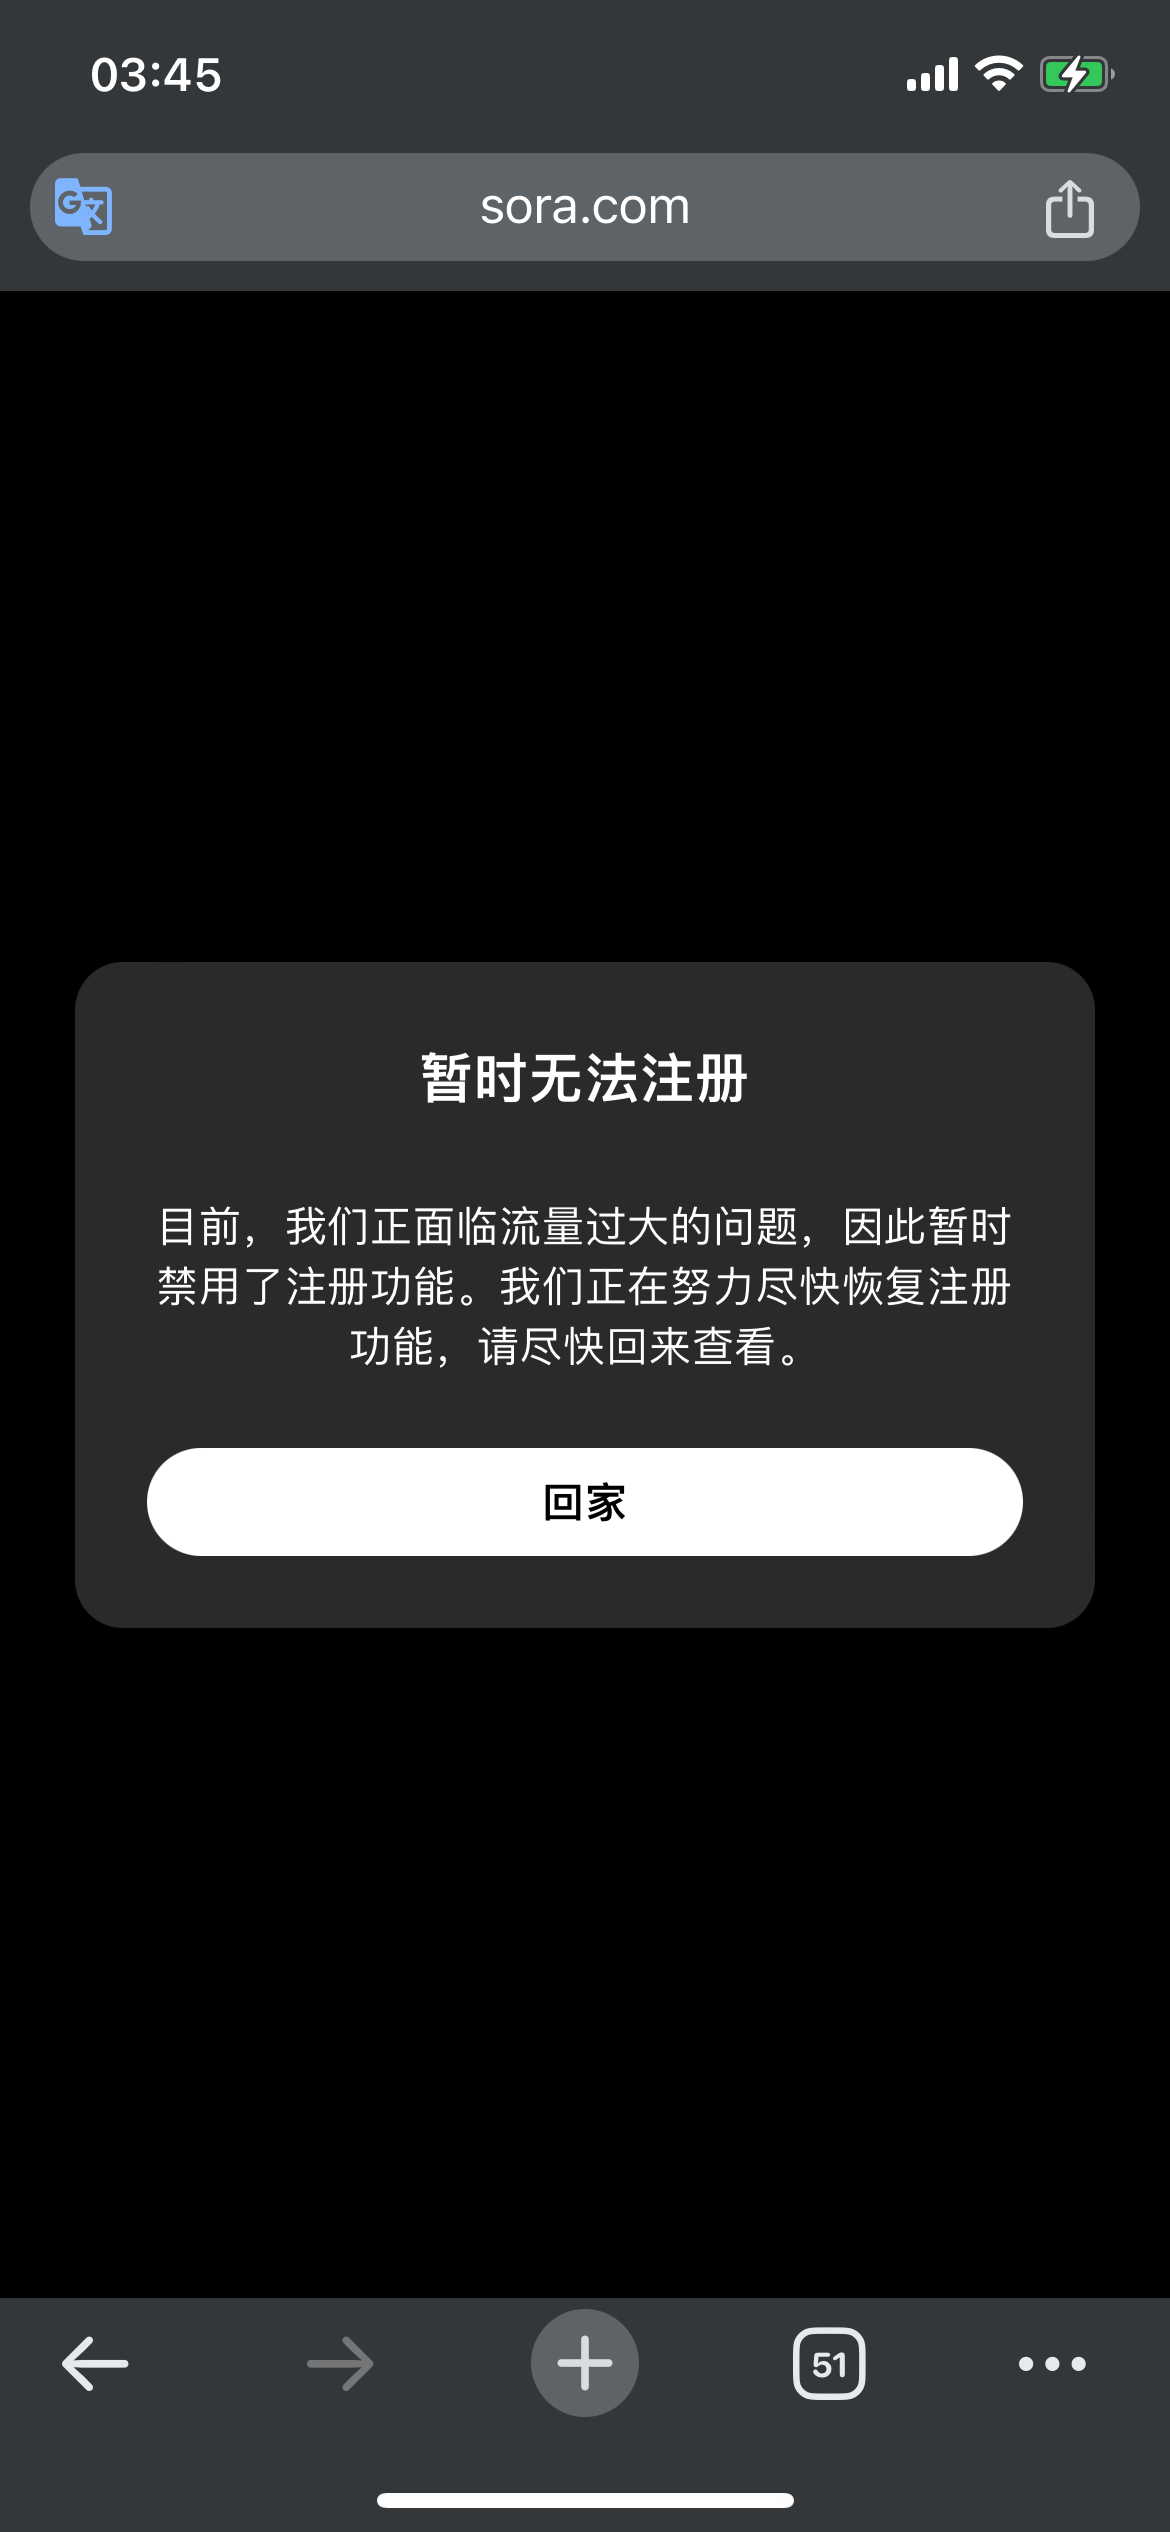 03:45
sora.com
暂时无法注册
目前，我们正面临流量过大的问题，因此暂时
禁用了注册功能。我们正在努力尽快恢复注册
功能，请尽快回来查看。
回家
51